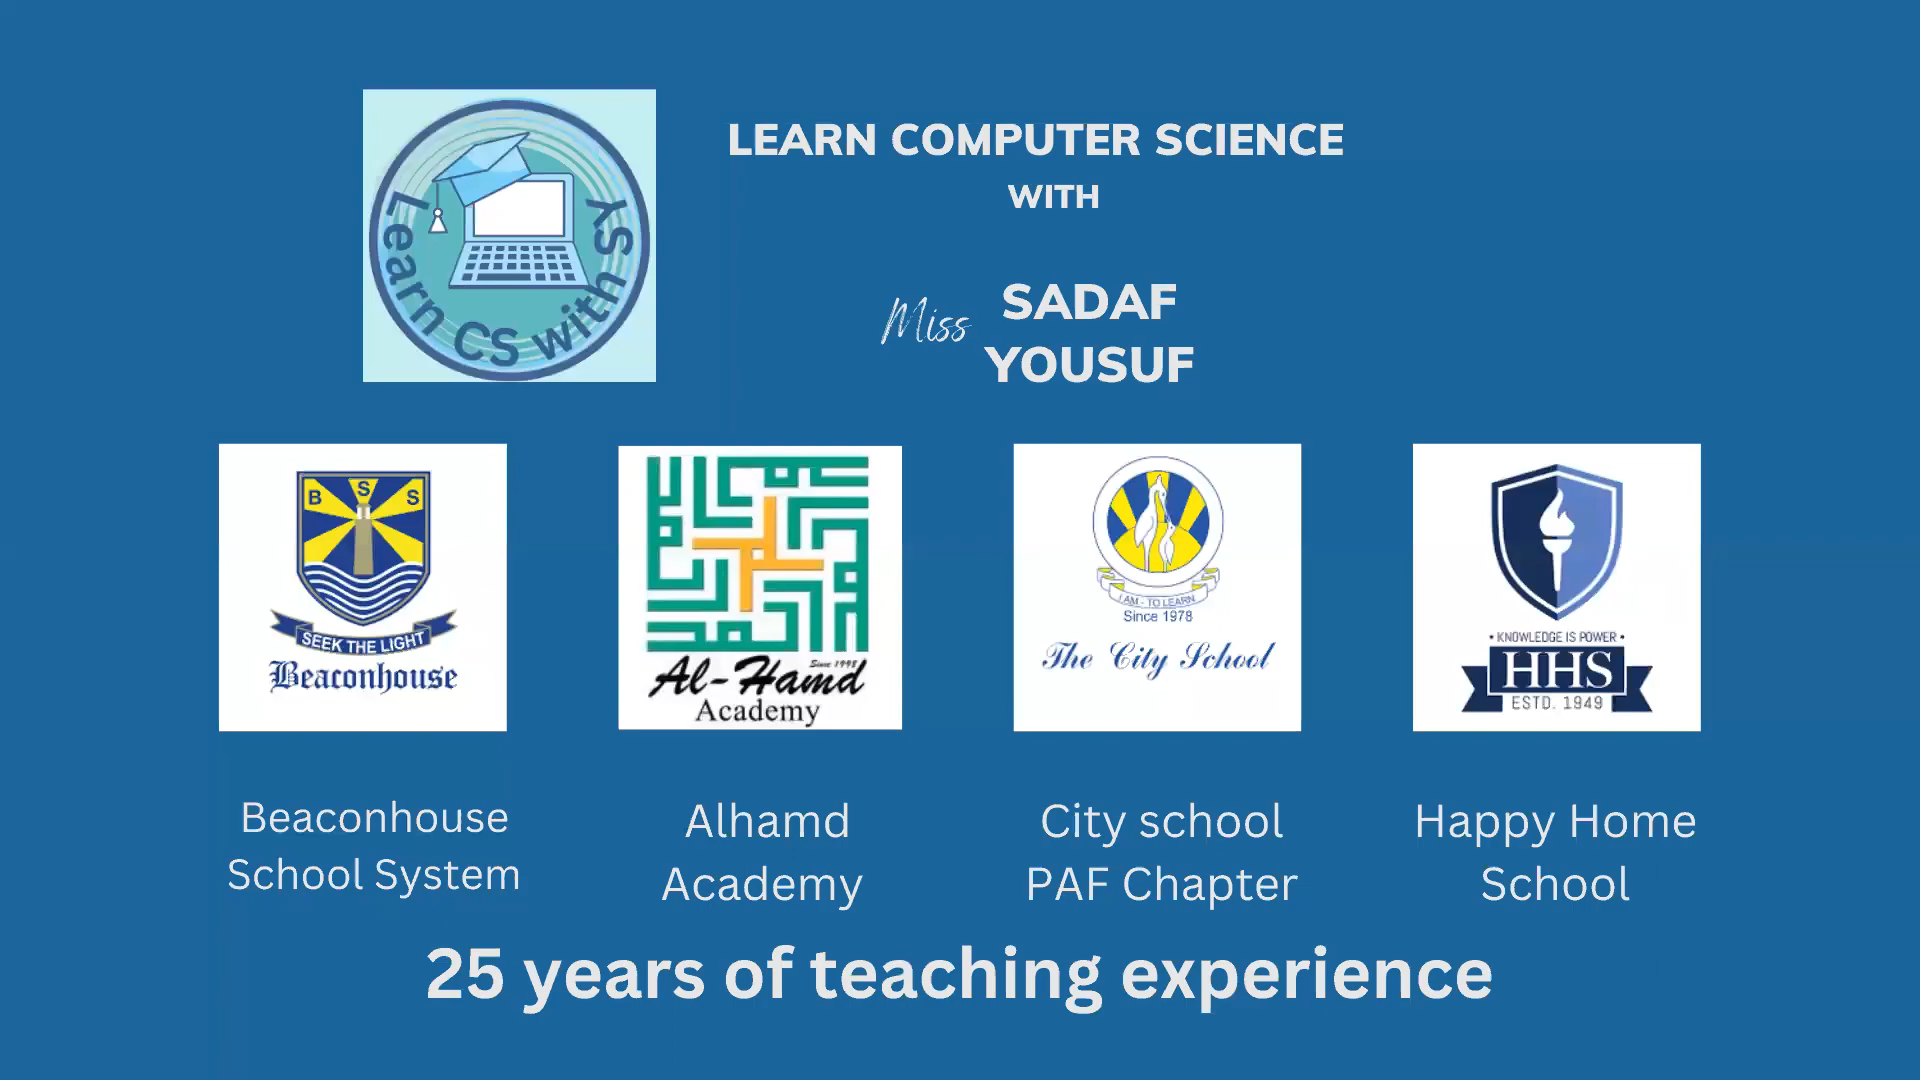 Learn CS with SY
LEARN COMPUTER SCIENCE
WITH
Miss SADAF
YOUSUF
B S S
SEEK THE LIGHT
Beaconhouse
Since 1998
Al-Hamd
Academy
I AM - TO LEARN
Since 1978
The City School
• KNOWLEDGE IS POWER •
HHS
ESTD. 1949
Beaconhouse
School System
Alhamd
Academy
City school
PAF Chapter
Happy Home
School
25 years of teaching experience